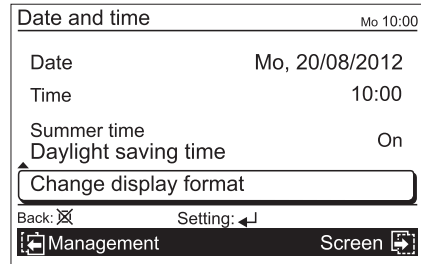 Date and time Mo 10:00
Date Mo, 20/08/2012
Time 10:00
Summer time
Daylight saving time On
Change display format
Back: Setting:
Management Screen